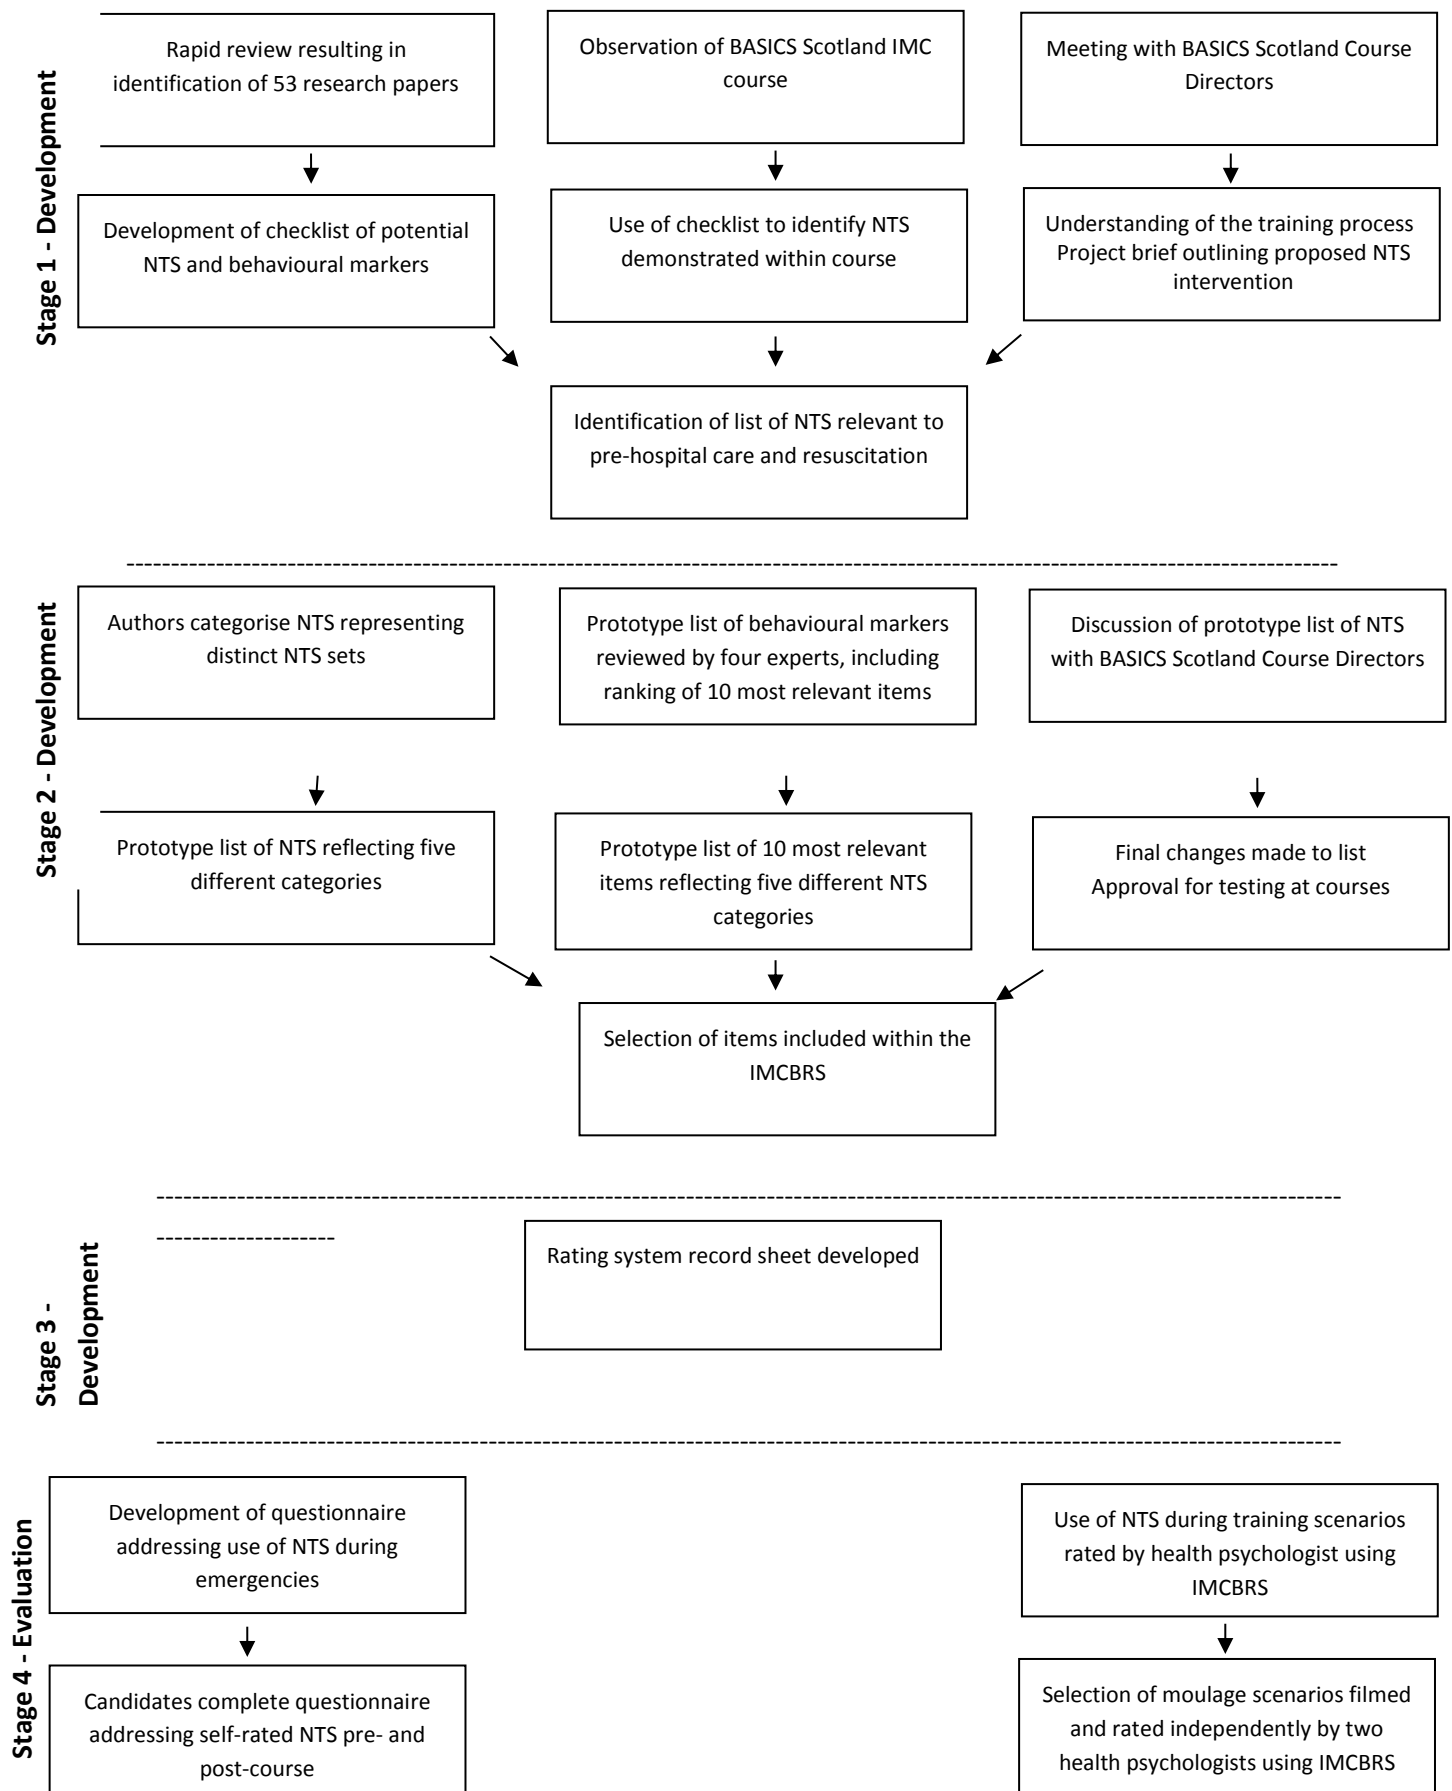 Stage 1 - Development
Rapid review resulting in
identification of 53 research papers
Observation of BASICS Scotland IMC
course
Meeting with BASICS Scotland Course
Directors
Development of checklist of potential
NTS and behavioural markers
Use of checklist to identify NTS
demonstrated within course
Understanding of the training process
Project brief outlining proposed NTS
intervention
Identification of list of NTS relevant to
pre-hospital care and resuscitation
Stage 2 - Development
Authors categorise NTS representing
distinct NTS sets
Prototype list of behavioural markers
reviewed by four experts, including
ranking of 10 most relevant items
Discussion of prototype list of NTS
with BASICS Scotland Course Directors
Prototype list of NTS reflecting five
different categories
Prototype list of 10 most relevant
items reflecting five different NTS
categories
Final changes made to list
Approval for testing at courses
Selection of items included within the
IMCBRS
Stage 3 -
Development
Rating system record sheet developed
Stage 4 - Evaluation
Development of questionnaire
addressing use of NTS during
emergencies
Use of NTS during training scenarios
rated by health psychologist using
IMCBRS
Candidates complete questionnaire
addressing self-rated NTS pre- and
post-course
Selection of moulage scenarios filmed
and rated independently by two
health psychologists using IMCBRS